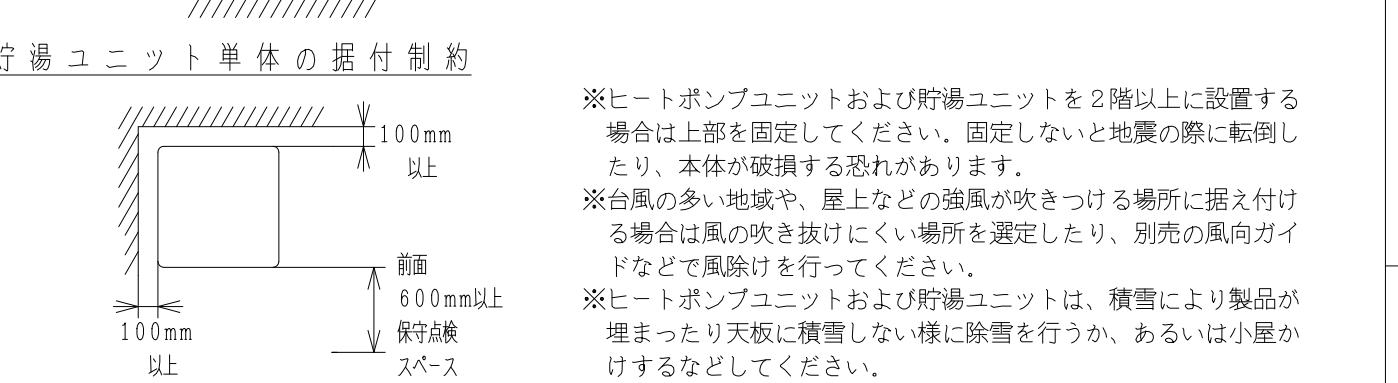 貯湯ユニット単体の据付制約
100mm
以上
前面
600mm以上
保守点検
スペース
100mm
以上
※ヒートポンプユニットおよび貯湯ユニットを2階以上に設置する
場合は上部を固定してください。固定しないと地震の際に転倒し
たり、本体が破損する恐れがあります。
※台風の多い地域や、屋上などの強風が吹きつける場所に据え付け
る場合は風の吹き抜けにくい場所を選定したり、別売の風向ガイ
ドなどで風除けを行ってください。
※ヒートポンプユニットおよび貯湯ユニットは、積雪により製品が
埋まったり天板に積雪しない様に除雪を行うか、あるいは小屋か
けするなどしてください。